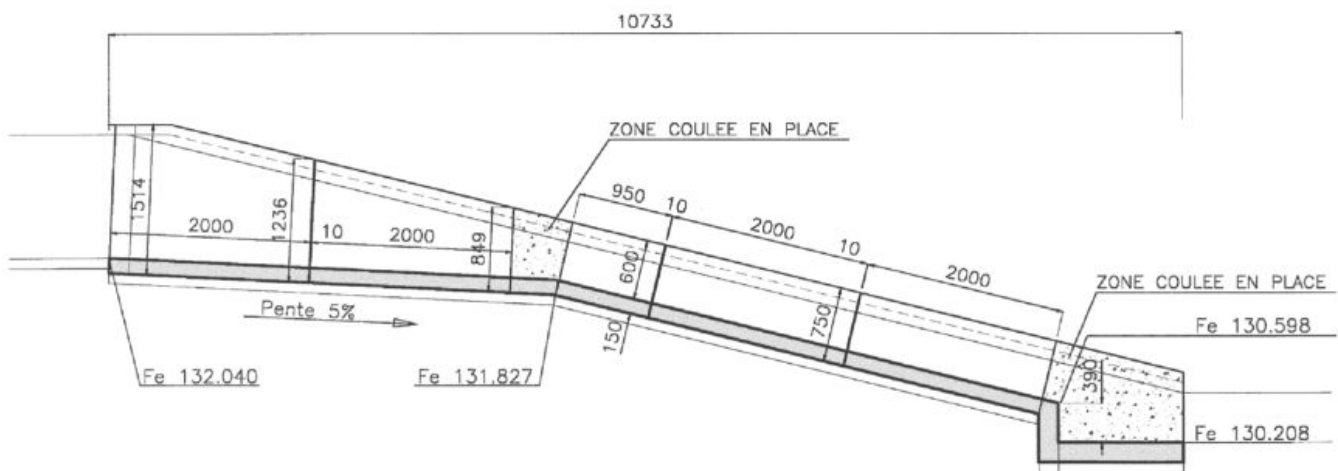 10733
ZONE COULEE EN PLACE
950
10
2000
10
2000
1514
2000
1236
10
2000
849
600
750
150
ZONE COULEE EN PLACE
Fe 130.598
390
Pente 5%
Fe 132.040
Fe 131.827
Fe 130.208